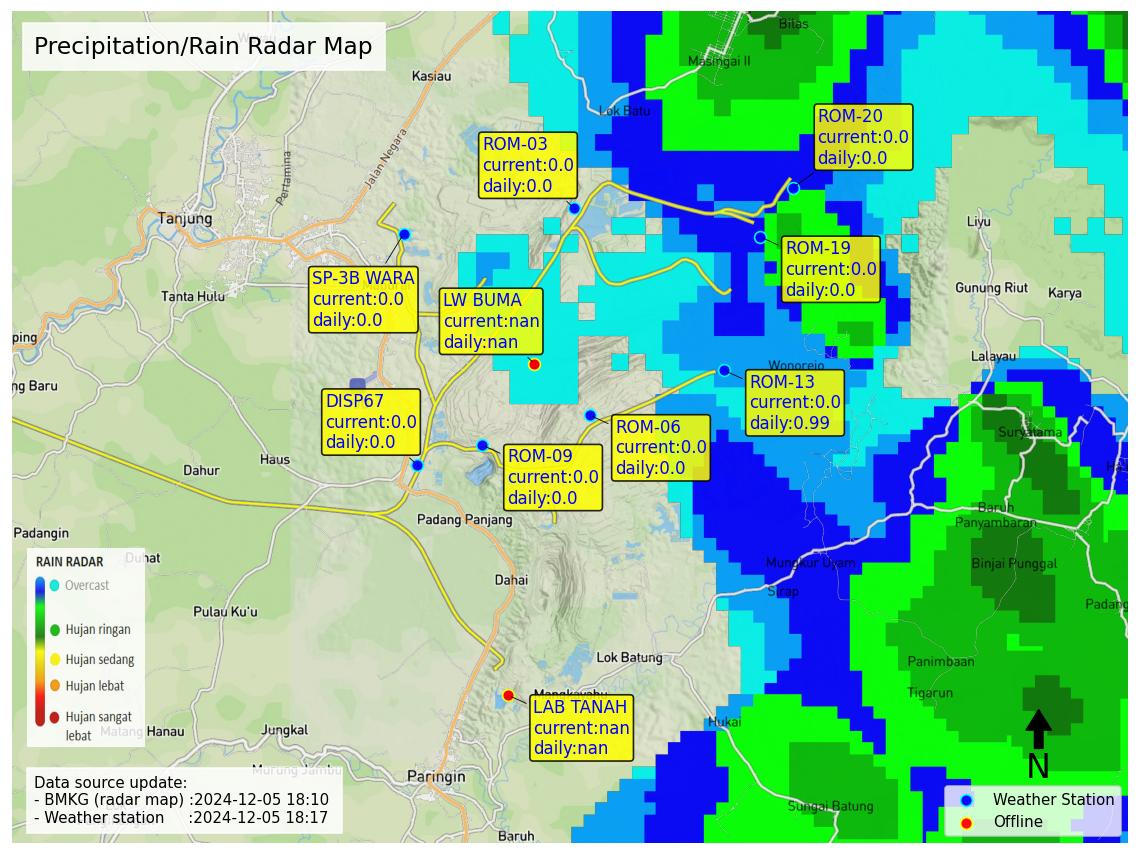 Precipitation/Rain Radar Map
Bilas
Masingai II
Kasiau
Lok Batu
ROM-20
current:0.0
daily:0.0
ROM-03
current:0.0
daily:0.0
Jalan Negara
Pertamina
Tanjung
Liyu
ROM-19
current:0.0
daily:0.0
SP-3B WARA
current:0.0
daily:0.0
LW BUMA
current:nan
daily:nan
Tanta Hulu
Gunung Riut
Karya
ping
Lalayau
Wonorejo
ng Baru
ROM-13
current:0.0
daily:0.99
DISP67
current:0.0
daily:0.0
ROM-06
current:0.0
daily:0.0
Suryatama
ROM-09
current:0.0
daily:0.0
Haus
Dahur
Baruh
Panyambaran
Padang Panjang
Padangin
Duhat
Mungkur Uyam
Binjai Punggal
Dahai
Sirap
Padang
Pulau Ku'u
RAIN RADAR
Overcast
Hujan ringan
Hujan sedang
Hujan lebat
Hujan sangat
lebat
Lok Batung
Panimbaan
Tigarun
Mangkayahu
LAB TANAH
current:nan
daily:nan
Hukai
Matang Hanau
Jungkal
Murung Jambu
Paringin
N
Data source update:
- BMKG (radar map) :2024-12-05 18:10
- Weather station :2024-12-05 18:17
Sungai Batung
Weather Station
Offline
Baruh